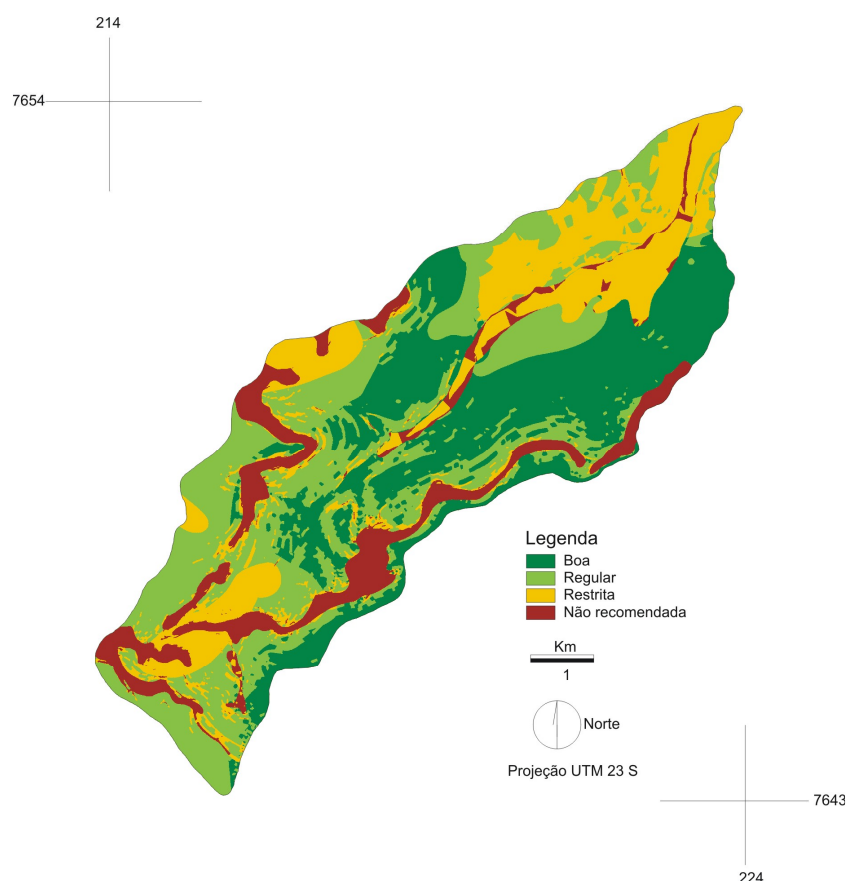 214
7654
Legenda
Boa
Regular
Restrita
Não recomendada
Km
1
Norte
Projeção UTM 23 S
7643
224